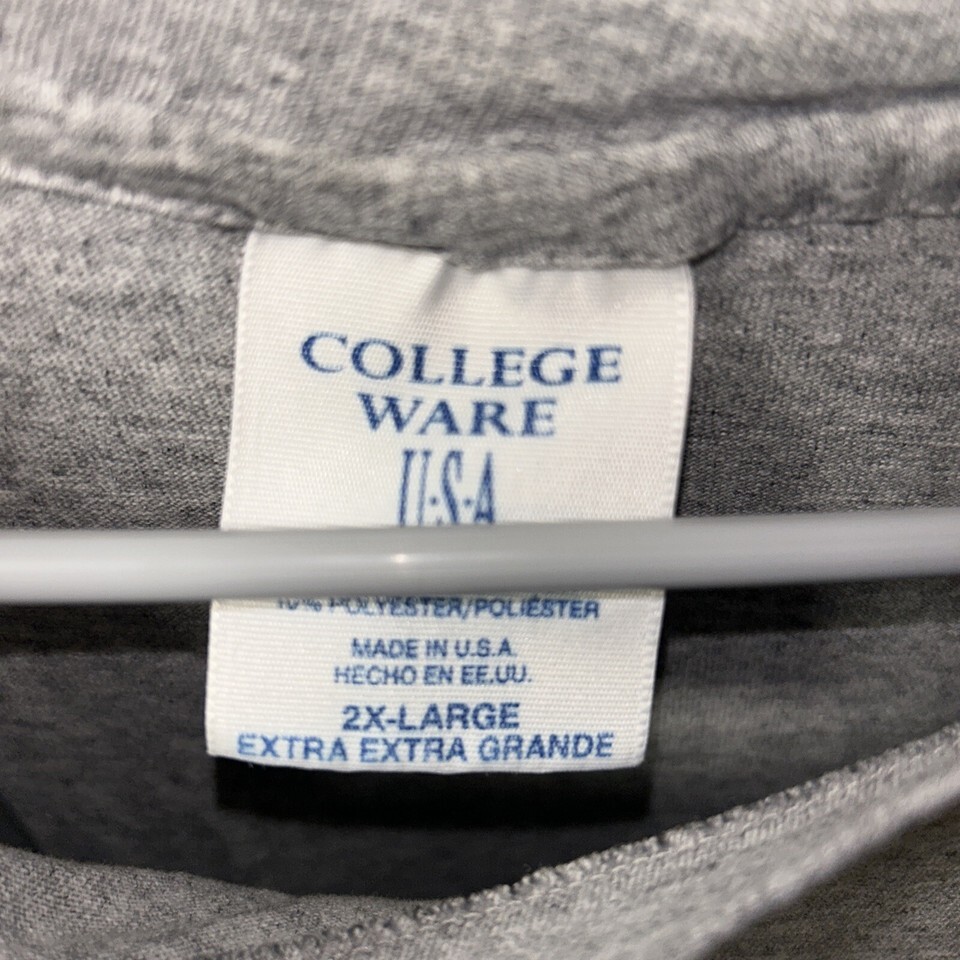 COLLEGE
WARE
U·S·A
10% POLYESTER/POLIÉSTER
MADE IN U.S.A.
HECHO EN EE.UU.
2X-LARGE
EXTRA EXTRA GRANDE